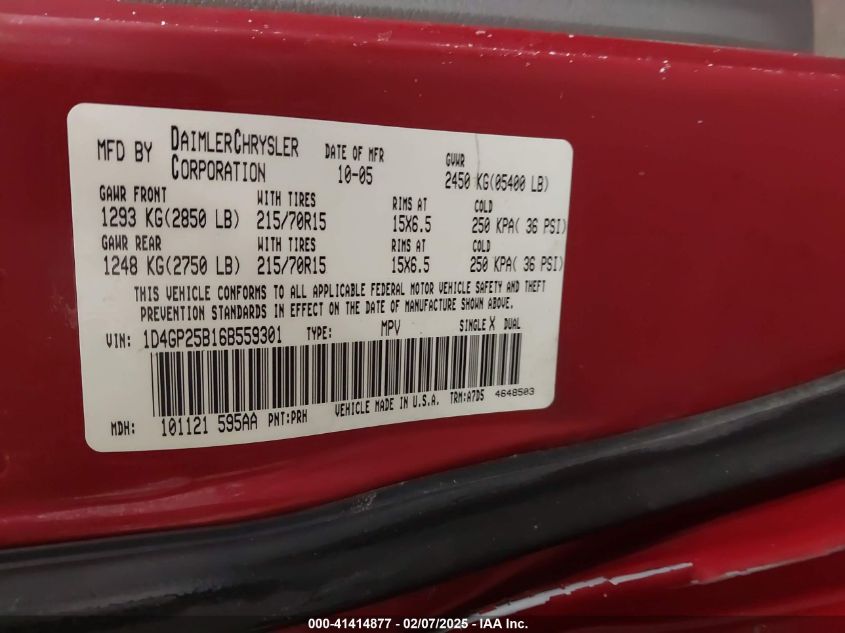 MFD BY DAIMLERCHRYSLER CORPORATION DATE OF MFR 10-05 GVWR 2450 KG(05400 LB)
GAWR FRONT WITH TIRES RIMS AT COLD
1293 KG(2850 LB) 215/70R15 15X6.5 250 KPA( 36 PSI)
GAWR REAR WITH TIRES RIMS AT COLD
1248 KG(2750 LB) 215/70R15 15X6.5 250 KPA( 36 PSI)
THIS VEHICLE CONFORMS TO ALL APPLICABLE FEDERAL MOTOR VEHICLE SAFETY AND THEFT
PREVENTION STANDARDS IN EFFECT ON THE DATE OF MANUFACTURE SHOWN ABOVE.
VIN: 1D4GP25B16B559301 TYPE: MPV SINGLE X DUAL
MDH: 101121 595AA PNT:PRH VEHICLE MADE IN U.S.A. TRM:A7D5 4648503
000-41414877 - 02/07/2025 - IAA Inc.